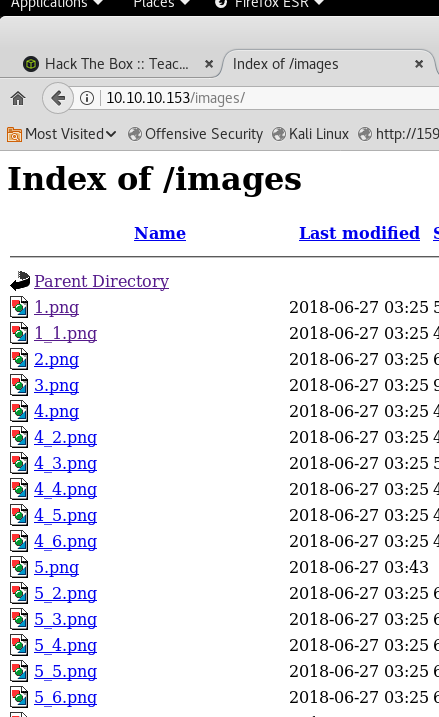 Applications Places Firefox ESR
Hack The Box :: Teac... × Index of /images ×
10.10.10.153/images/
Most Visited Offensive Security Kali Linux http://159
Index of /images
Name Last modified S
Parent Directory
1.png 2018-06-27 03:25 5
1_1.png 2018-06-27 03:25 4
2.png 2018-06-27 03:25 6
3.png 2018-06-27 03:25 9
4.png 2018-06-27 03:25 4
4_2.png 2018-06-27 03:25 4
4_3.png 2018-06-27 03:25 5
4_4.png 2018-06-27 03:25 4
4_5.png 2018-06-27 03:25 4
4_6.png 2018-06-27 03:25 4
5.png 2018-06-27 03:43
5_2.png 2018-06-27 03:25 6
5_3.png 2018-06-27 03:25 6
5_4.png 2018-06-27 03:25 6
5_5.png 2018-06-27 03:25 6
5_6.png 2018-06-27 03:25 6